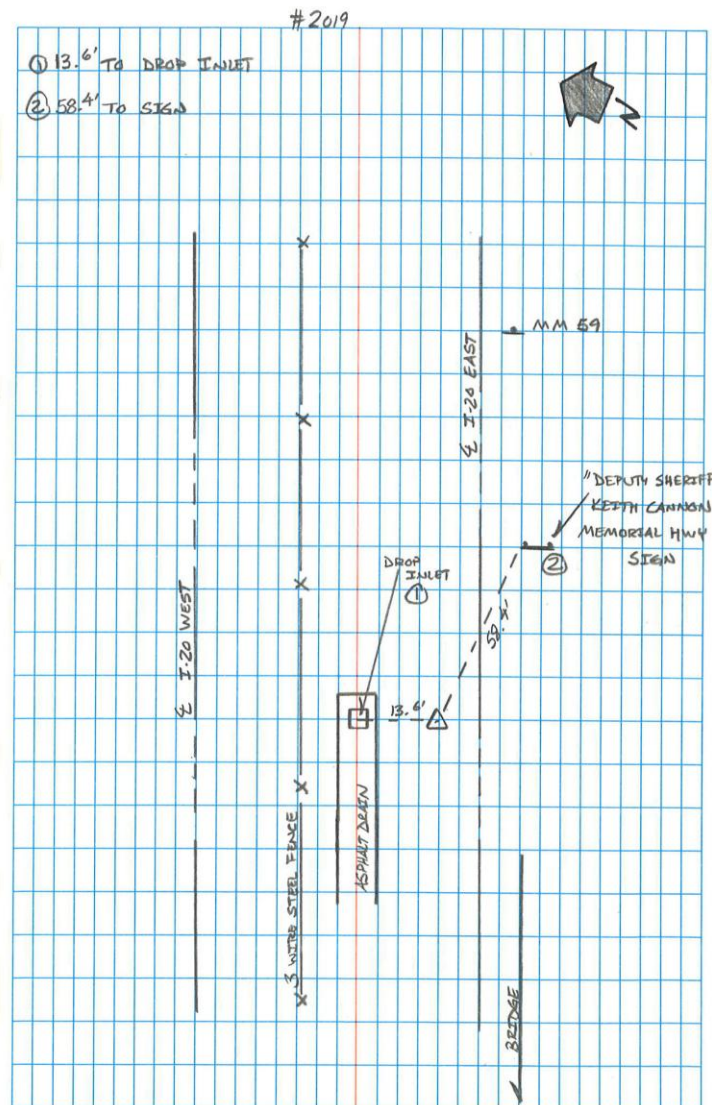 #2019
① 13.6' TO DROP INLET
② 58.4' TO SIGN
N
MM 59
℄ I-20 EAST
"DEPUTY SHERIFF
KEITH CANNON
MEMORIAL HWY
SIGN
②
DROP
INLET
①
58.4'
℄ I-20 WEST
13.6'
ASPHALT DRAIN
3 WIRE STEEL FENCE
BRIDGE